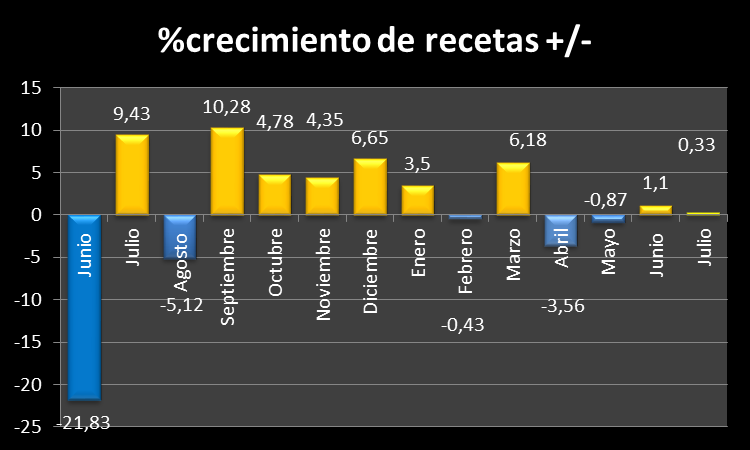 %crecimiento de recetas +/-
15
10
5
0
-5
-10
-15
-20
-25
9,43
10,28
4,78
4,35
6,65
3,5
6,18
-0,87
1,1
0,33
-5,12
-0,43
-3,56
-21,83
Junio
Julio
Agosto
Septiembre
Octubre
Noviembre
Diciembre
Enero
Febrero
Marzo
Abril
Mayo
Junio
Julio